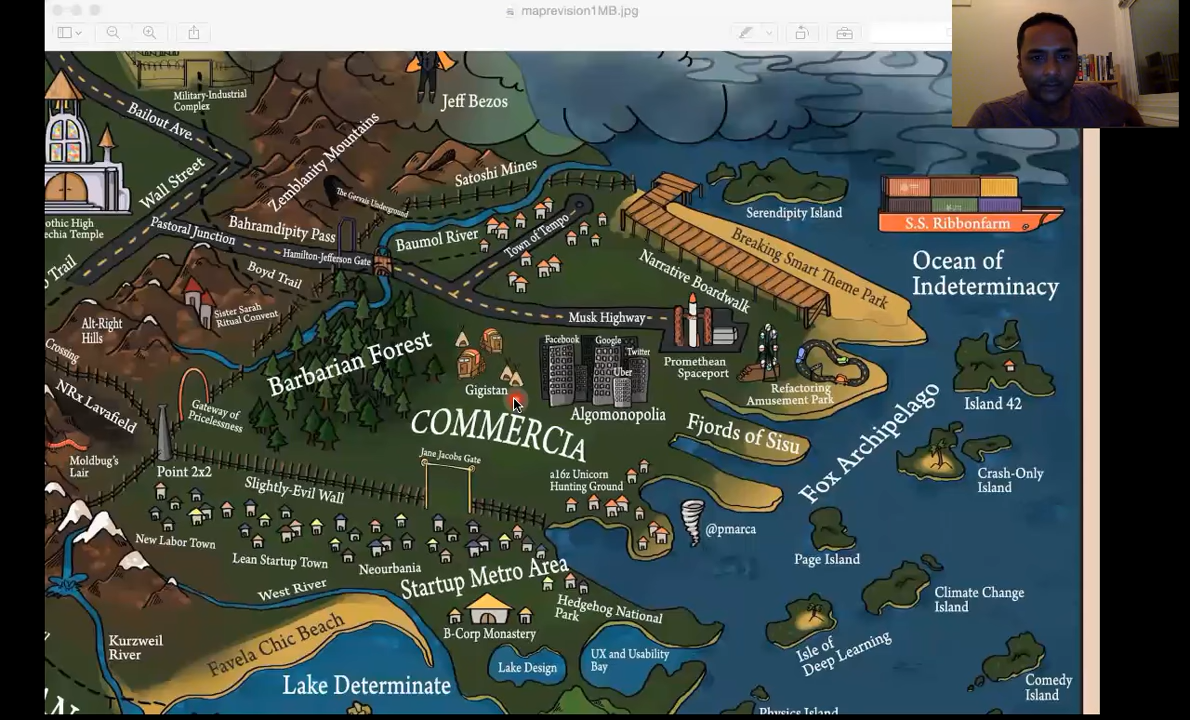 maprevision1MB.jpg
Military-Industrial
Complex
Jeff Bezos
Bailout Ave.
Zemblanity Mountains
Wall Street
Satoshi Mines
The Gervais Underground
Serendipity Island
S.S. Ribbonfarm
Pastoral Junction
Bahramdipity Pass
Hamilton-Jefferson Gate
Baumol River
Town of Tempo
Breaking Smart Theme Park
Narrative Boardwalk
Ocean of
Indeterminacy
Trail
Boyd Trail
Sister Sarah
Ritual Convent
Musk Highway
Alt-Right
Hills
Crossing
Barbarian Forest
Facebook
Google
Twitter
Uber
Promethean
Spaceport
Gigistan
Algomonopolia
Refactoring
Amusement Park
Island 42
NRx Lavafield
Gateway of
Pricelessness
COMMERCIA
Fjords of Sisu
Fox Archipelago
Moldbug's
Lair
Point 2x2
Jane Jacobs Gate
Slightly-Evil Wall
a16z Unicorn
Hunting Ground
Crash-Only
Island
@pmarca
New Labor Town
Lean Startup Town
Neourbania
Startup Metro Area
Page Island
West River
Hedgehog National
Park
Climate Change
Island
Kurzweil
River
Favela Chic Beach
B-Corp Monastery
Lake Design
UX and Usability
Bay
Isle of
Deep Learning
Lake Determinate
Comedy
Island
Physics Island